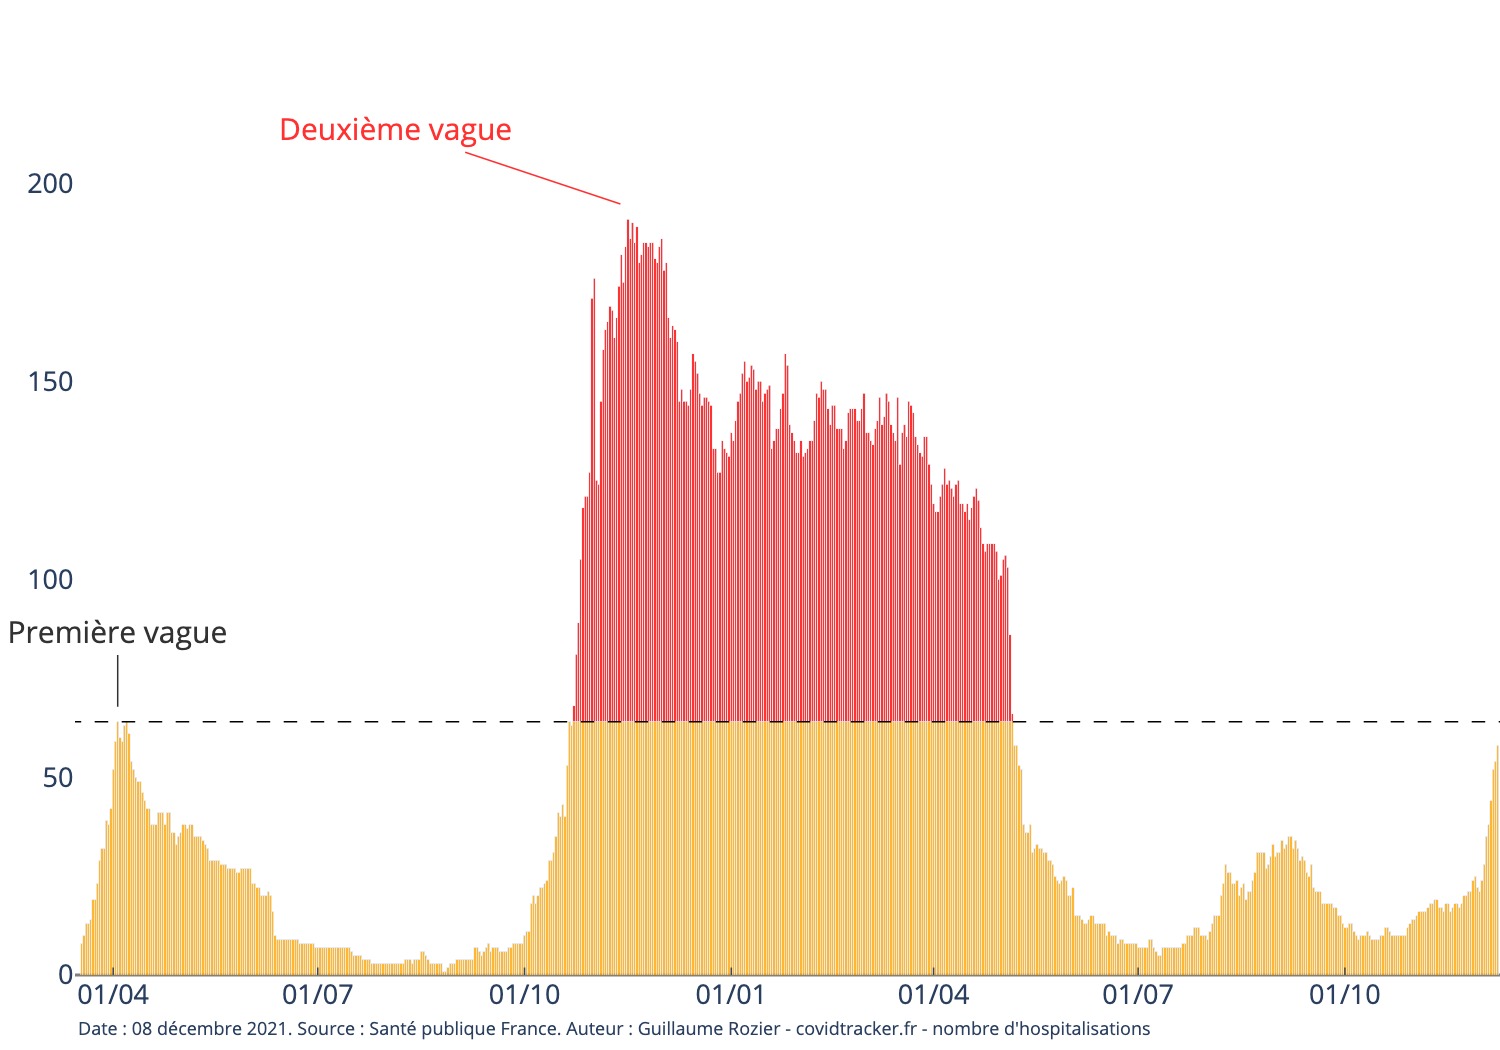 Deuxième vague
200
150
100
Première vague
50
0
01/04 01/07 01/10 01/01 01/04 01/07 01/10
Date : 08 décembre 2021. Source : Santé publique France. Auteur : Guillaume Rozier - covidtracker.fr - nombre d'hospitalisations